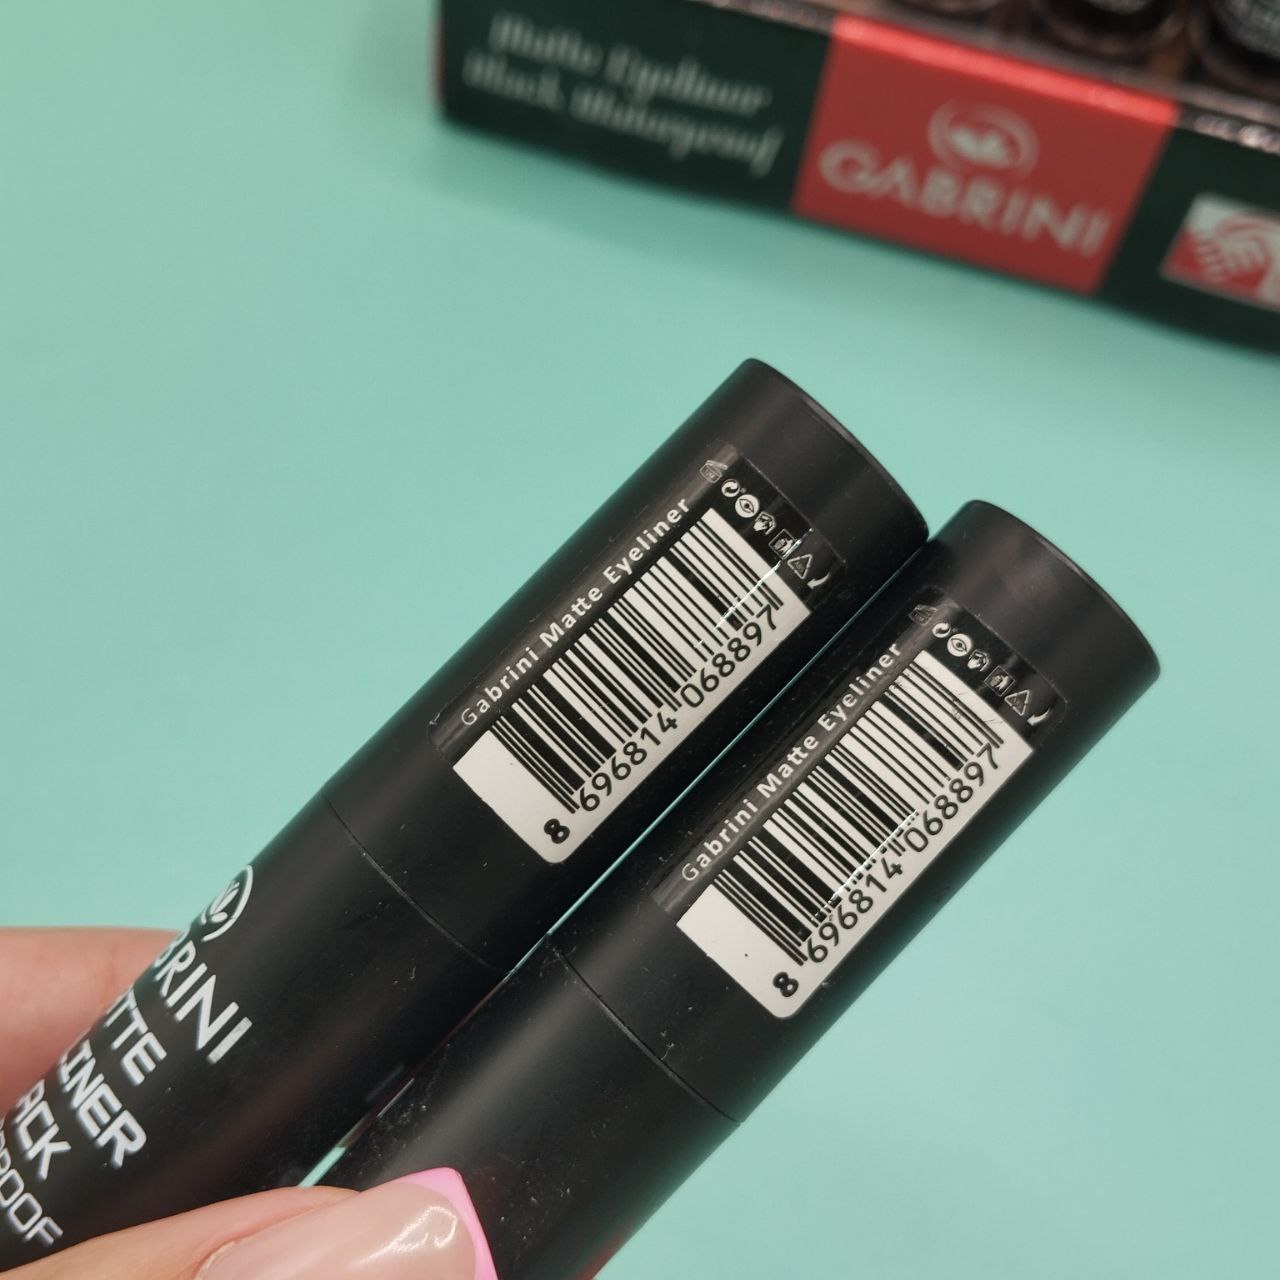 Matte Eyeliner
Black Waterproof
GABRINI
Gabrini Matte Eyeliner
8 696814 068897
Gabrini Matte Eyeliner
8 696814 068897
BRINI
TTE
LINER
ACK
PROOF